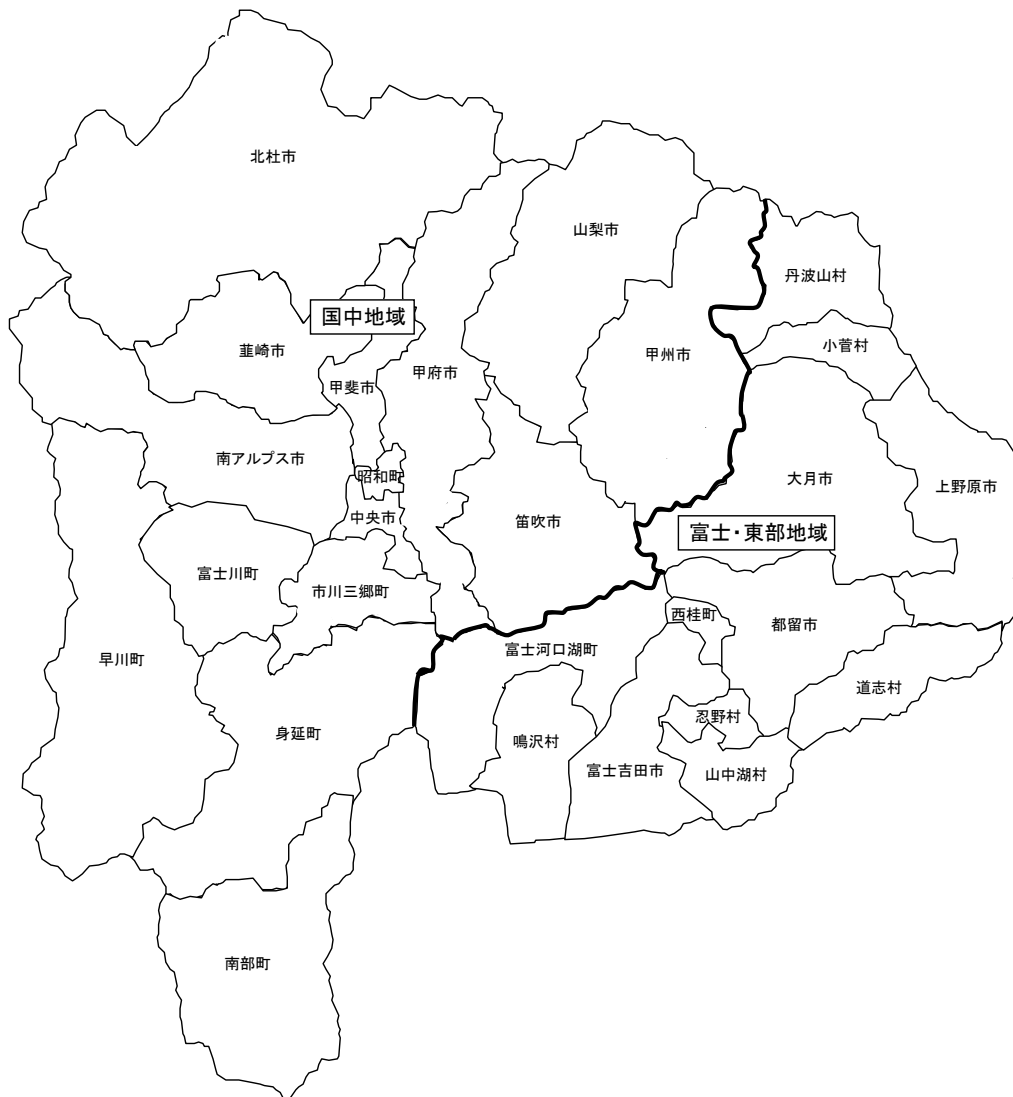 北杜市
山梨市
丹波山村
国中地域
小菅村
韮崎市
甲州市
甲府市
甲斐市
南アルプス市
昭和町
大月市
上野原市
中央市
笛吹市
富士・東部地域
富士川町
市川三郷町
西桂町
都留市
富士河口湖町
早川町
道志村
忍野村
身延町
鳴沢村
富士吉田市
山中湖村
南部町